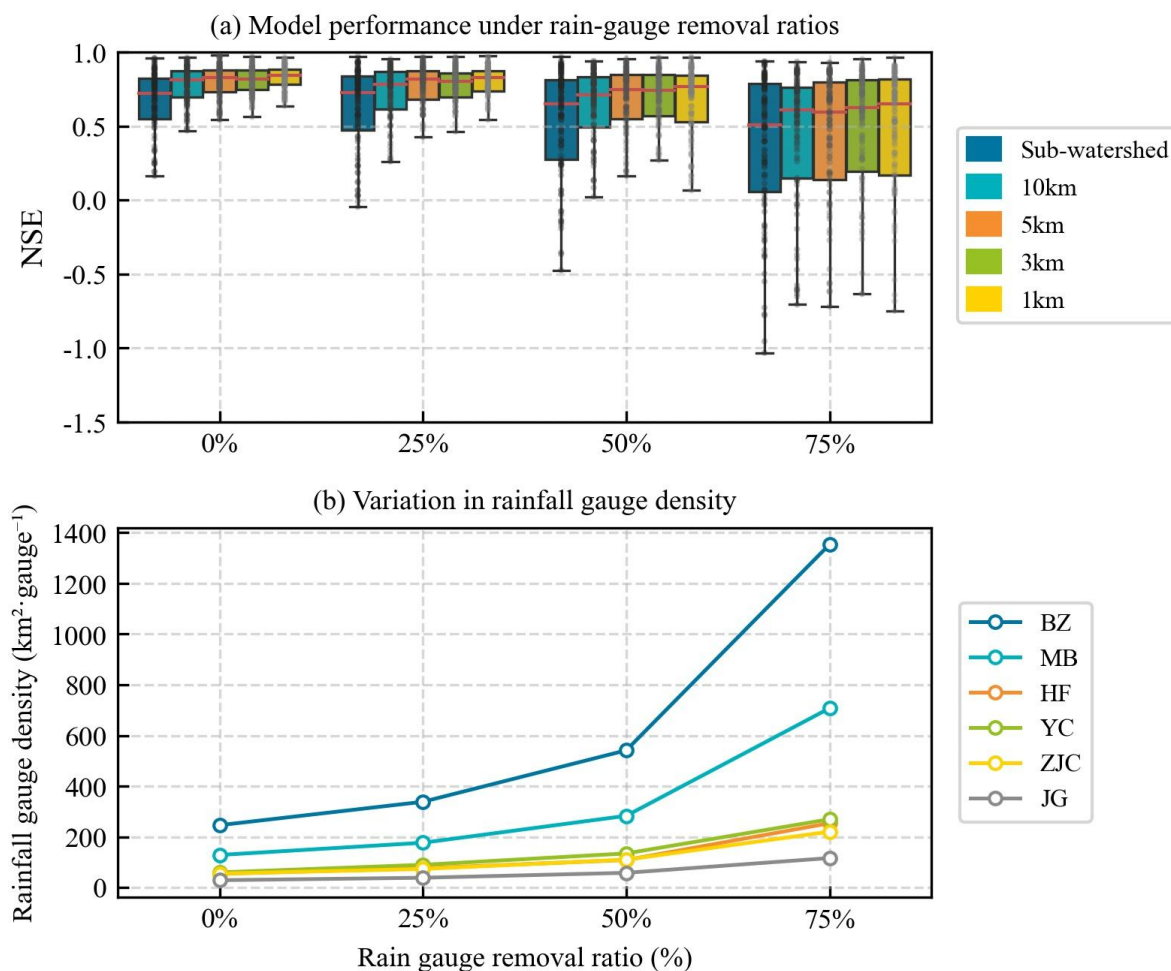 (a) Model performance under rain-gauge removal ratios
1.0
0.5
0.0
-0.5
-1.0
-1.5
NSE
0%
25%
50%
75%
Sub-watershed
10km
5km
3km
1km
(b) Variation in rainfall gauge density
1400
1200
1000
800
600
400
200
0
Rainfall gauge density (km²·gauge⁻¹)
0%
25%
50%
75%
Rain gauge removal ratio (%)
BZ
MB
HF
YC
ZJC
JG